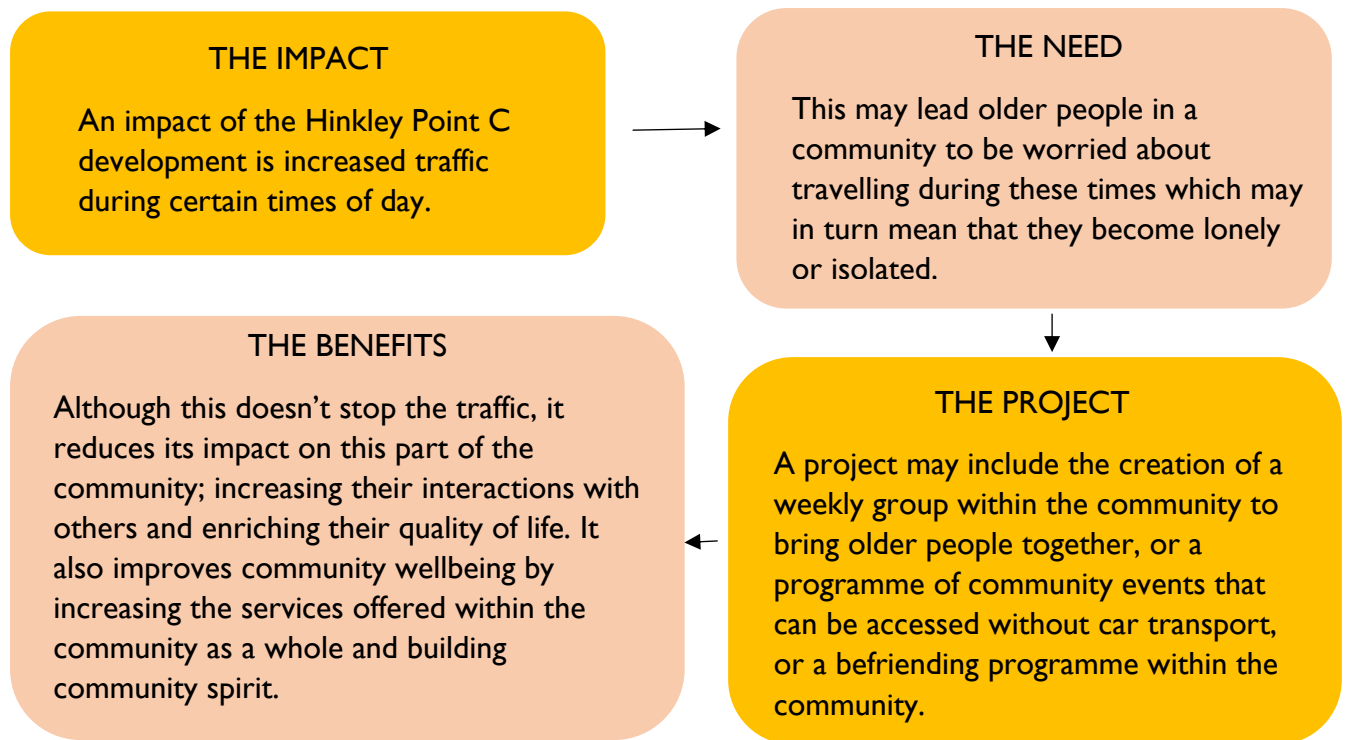 THE IMPACT
An impact of the Hinkley Point C
development is increased traffic
during certain times of day.
THE NEED
This may lead older people in a
community to be worried about
travelling during these times which may
in turn mean that they become lonely
or isolated.
THE PROJECT
A project may include the creation of a
weekly group within the community to
bring older people together, or a
programme of community events that
can be accessed without car transport,
or a befriending programme within the
community.
THE BENEFITS
Although this doesn’t stop the traffic, it
reduces its impact on this part of the
community; increasing their interactions with
others and enriching their quality of life. It
also improves community wellbeing by
increasing the services offered within the
community as a whole and building
community spirit.